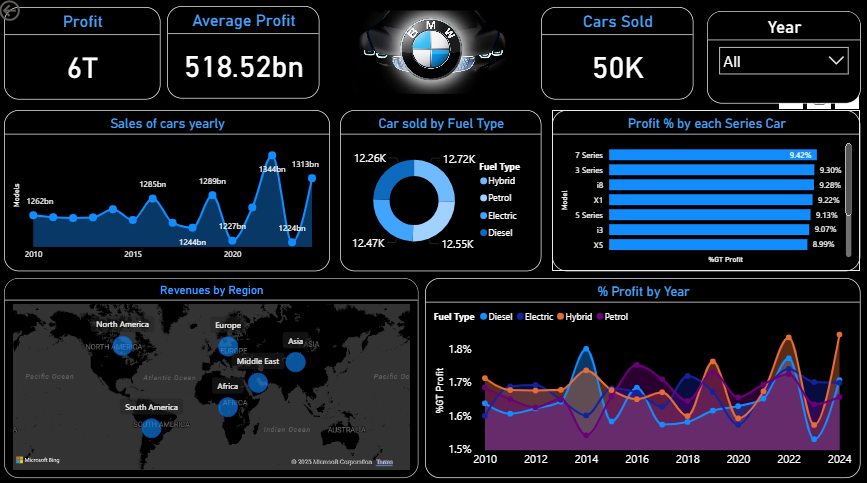 Profit
6T
Average Profit
518.52bn
BMW
Cars Sold
50K
Year
All
Sales of cars yearly
Models
1262bn
1285bn
1244bn
1289bn
1227bn
1344bn
1224bn
1313bn
2010
2015
2020
Car sold by Fuel Type
12.26K
12.72K
12.47K
12.55K
Fuel Type
Hybrid
Petrol
Electric
Diesel
Profit % by each Series Car
Model
7 Series
9.42%
3 Series
9.30%
i8
9.28%
X1
9.22%
5 Series
9.13%
i3
9.07%
X5
8.99%
%GT Profit
Revenues by Region
North America
NORTH AMERICA
Europe
EUROPE
Asia
ASIA
Middle East
Africa
AFRICA
South America
SOUTH AMERICA
AUSTRALIA
Pacific Ocean
Atlantic Ocean
Pacific Ocean
Indian Ocean
Microsoft Bing
© 2025 Microsoft Corporation Terms
% Profit by Year
Fuel Type Diesel Electric Hybrid Petrol
%GT Profit
1.8%
1.7%
1.6%
1.5%
2010 2012 2014 2016 2018 2020 2022 2024